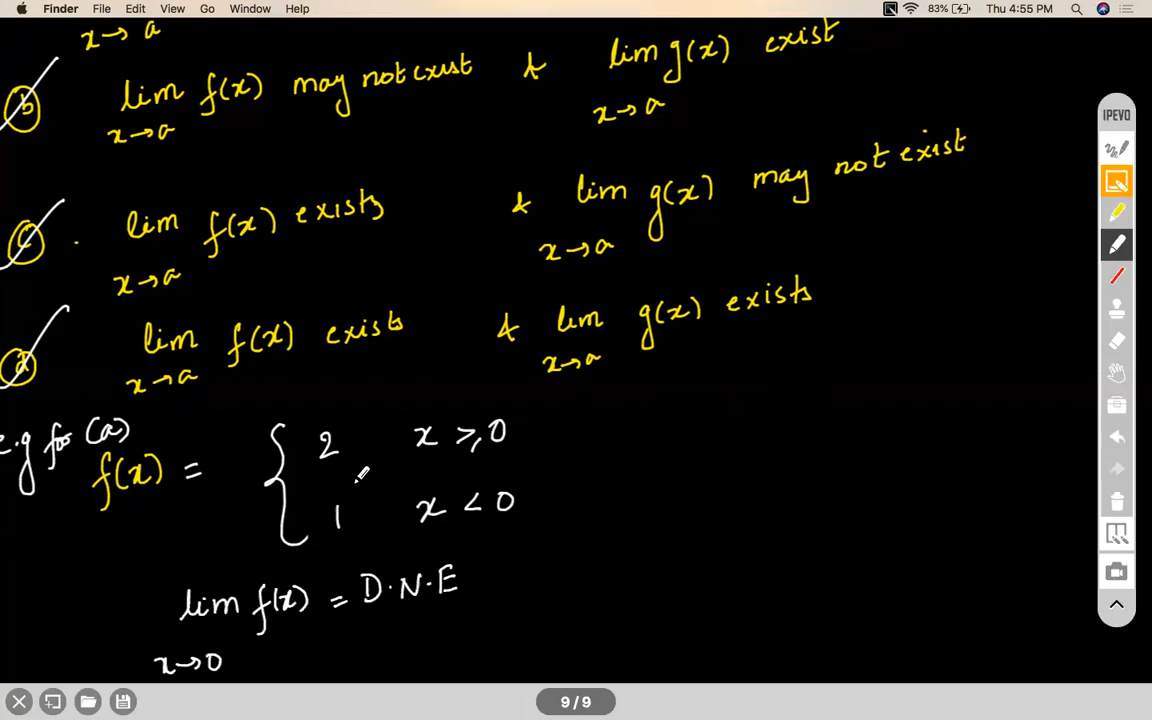 Finder File Edit View Go Window Help 83% Thu 4:55 PM
x→a
(b) lim f(x) may not exist & lim g(x) exist
x→a x→a
(c) . lim f(x) exists & lim g(x) may not exist
x→a x→a
(d) lim f(x) exists & lim g(x) exists
x→a x→a
e.g for (a)
f(x) = { 2 x ≥ 0
1 x < 0
lim f(x) = D.N.E
x→0
IPEVO
9/9